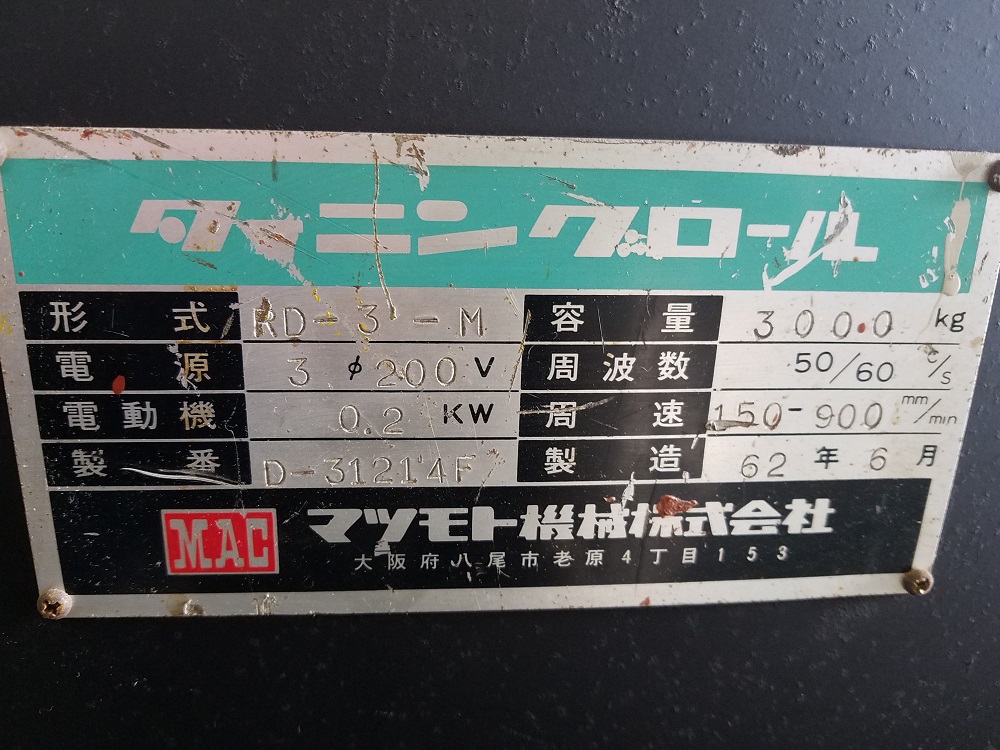 ターニングロール
形式 RD-3-M 容量 3000 kg
電源 3φ200V 周波数 50/60 c/s
電動機 0.2 KW 周速 150-900 mm/min
製番 D-31214F 製造 62年6月
MAC マツモト機械株式会社
大阪府八尾市老原4丁目153